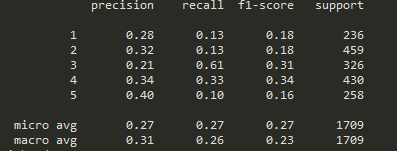 precision recall f1-score support
1 0.28 0.13 0.18 236
2 0.32 0.13 0.18 459
3 0.21 0.61 0.31 326
4 0.34 0.33 0.34 430
5 0.40 0.10 0.16 258
micro avg 0.27 0.27 0.27 1709
macro avg 0.31 0.26 0.23 1709